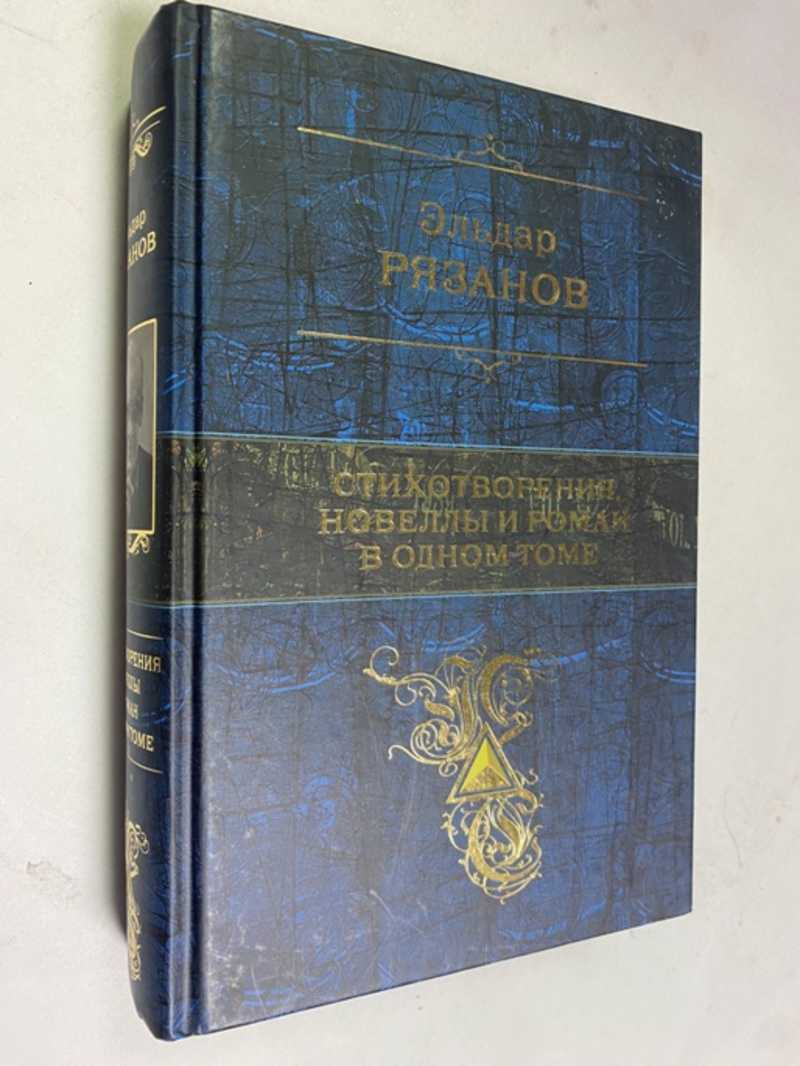 Эльдар
РЯЗАНОВ
СТИХОТВОРЕНИЯ,
НОВЕЛЛЫ И РОМАН
В ОДНОМ ТОМЕ